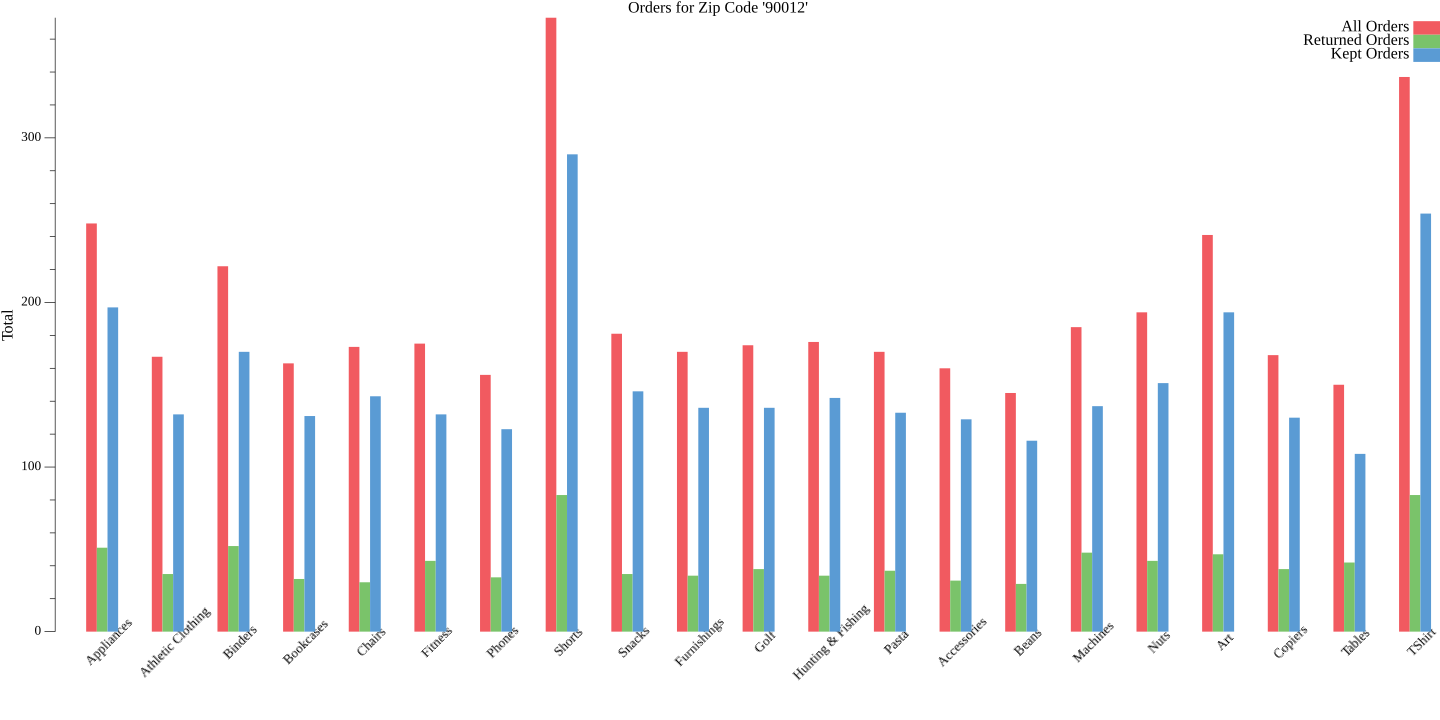 Orders for Zip Code '90012'
All Orders
Returned Orders
Kept Orders
Total
300
200
100
0
Appliances
Athletic Clothing
Binders
Bookcases
Chairs
Fitness
Phones
Shorts
Snacks
Furnishings
Golf
Hunting & Fishing
Pasta
Accessories
Beans
Machines
Nuts
Art
Copiers
Tables
TShirt